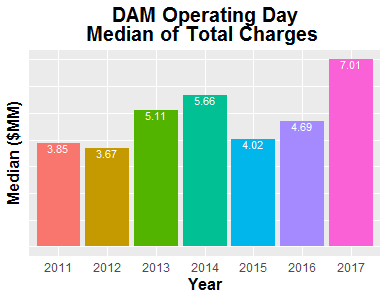 DAM Operating Day
Median of Total Charges
Median ($MM)
3.85
3.67
5.11
5.66
4.02
4.69
7.01
2011 2012 2013 2014 2015 2016 2017
Year